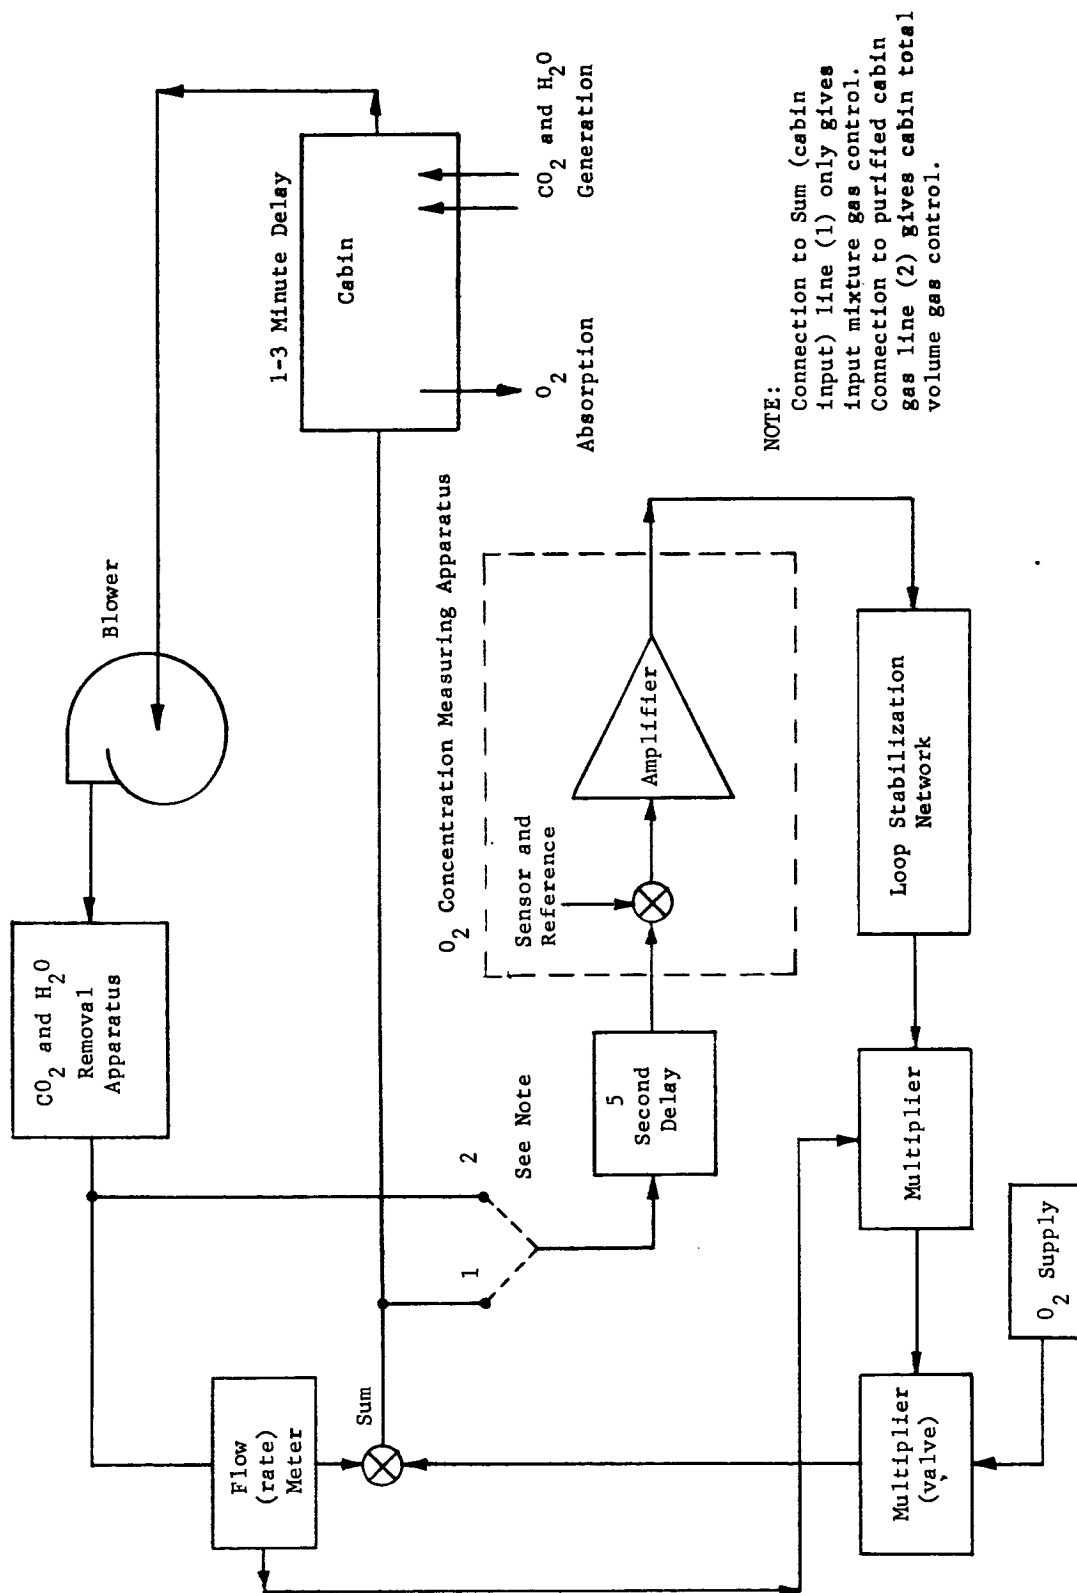 CO2 and H2O
Removal
Apparatus
Blower
1-3 Minute Delay
Cabin
O2
Absorption
CO2 and H2O
Generation
Flow
(rate)
Meter
Sum
1
2
See Note
5
Second
Delay
O2 Concentration Measuring Apparatus
Sensor and
Reference
Amplifier
Loop Stabilization
Network
Multiplier
Multiplier
(valve)
O2 Supply
NOTE:
Connection to Sum (cabin
input) line (1) only gives
input mixture gas control.
Connection to purified cabin
gas line (2) gives cabin total
volume gas control.